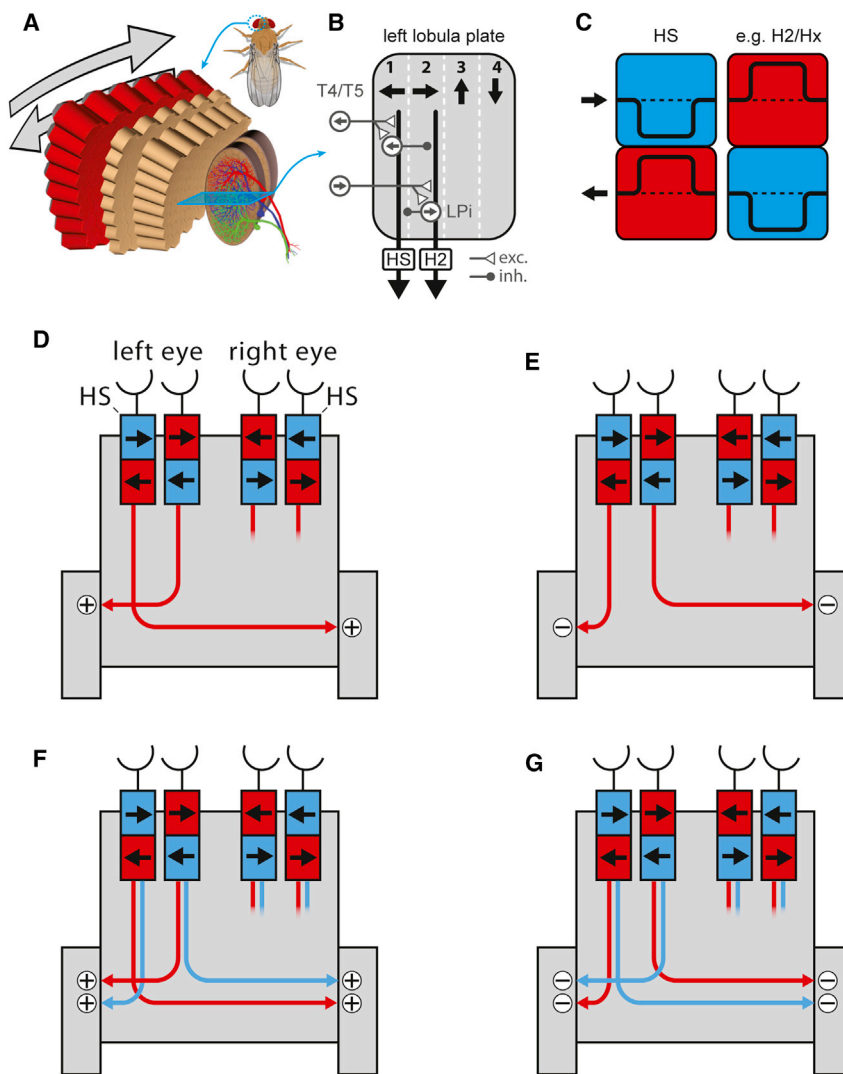 A
B
left lobula plate
1 2 3 4
T4/T5
LPi
HS H2
exc.
inh.
C
HS e.g. H2/Hx
D
left eye right eye
HS HS
+ +
E
− −
F
+ +
+ +
G
− −
− −